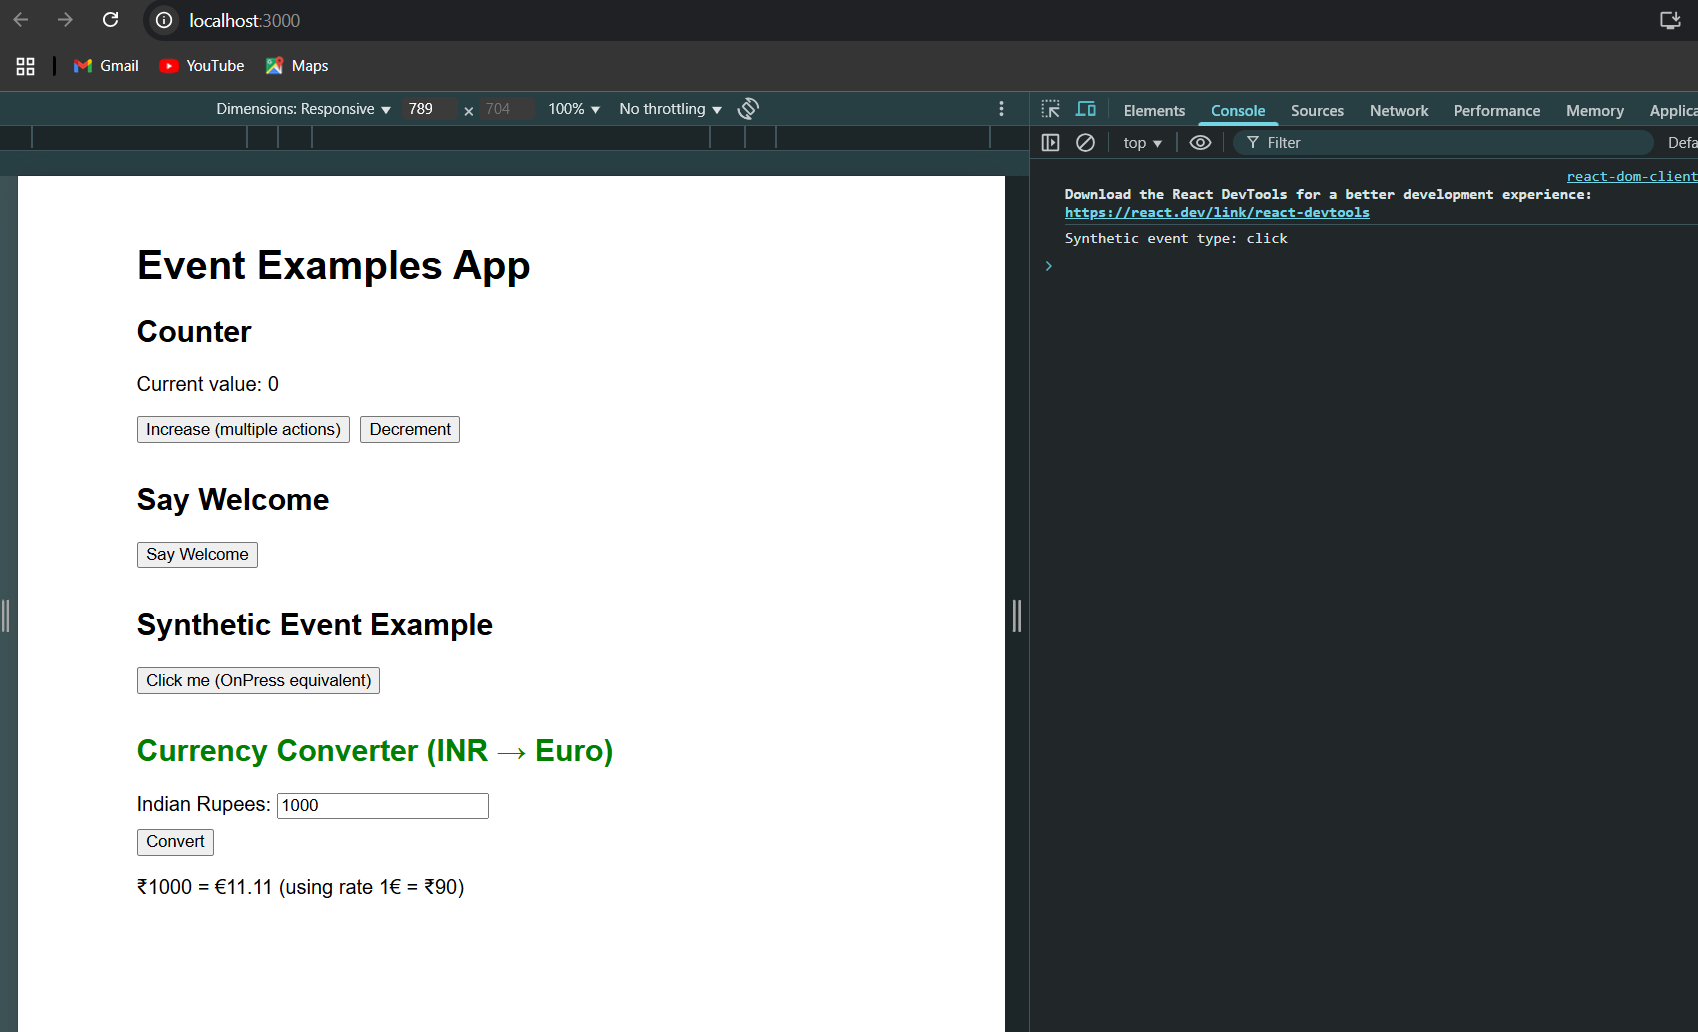 localhost:3000
Gmail YouTube Maps
Dimensions: Responsive 789 × 704 100% No throttling
Elements Console Sources Network Performance Memory Applica
top Filter Defa
react-dom-client
Download the React DevTools for a better development experience:
https://react.dev/link/react-devtools
Synthetic event type: click
Event Examples App
Counter
Current value: 0
Increase (multiple actions) Decrement
Say Welcome
Say Welcome
Synthetic Event Example
Click me (OnPress equivalent)
Currency Converter (INR → Euro)
Indian Rupees: 1000
Convert
₹1000 = €11.11 (using rate 1€ = ₹90)